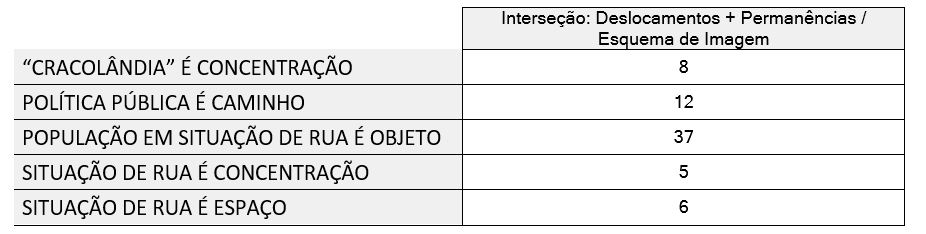 Interseção: Deslocamentos + Permanências /
Esquema de Imagem
“CRACOLÂNDIA” É CONCENTRAÇÃO 8
POLÍTICA PÚBLICA É CAMINHO 12
POPULAÇÃO EM SITUAÇÃO DE RUA É OBJETO 37
SITUAÇÃO DE RUA É CONCENTRAÇÃO 5
SITUAÇÃO DE RUA É ESPAÇO 6